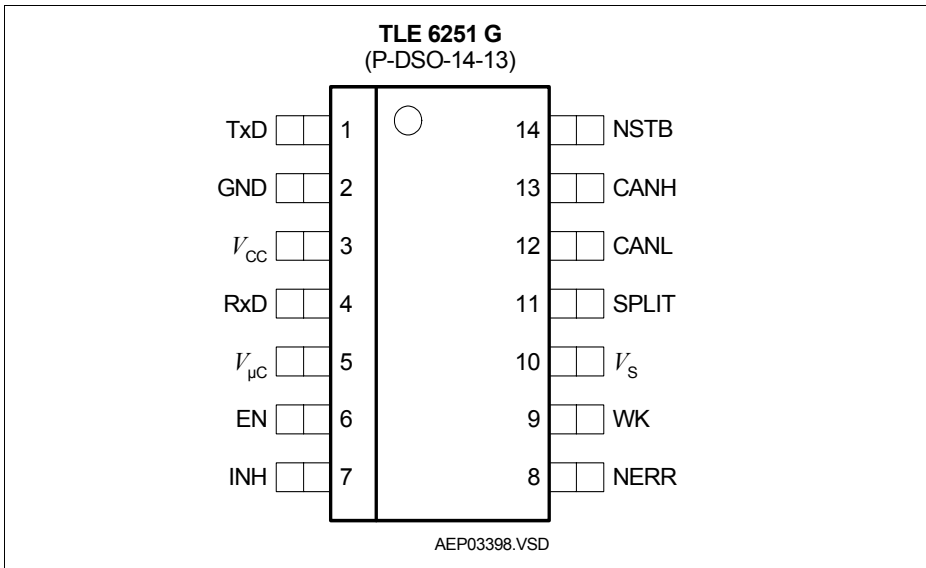 TLE 6251 G
(P-DSO-14-13)
TxD 1 14 NSTB
GND 2 13 CANH
VCC 3 12 CANL
RxD 4 11 SPLIT
VµC 5 10 VS
EN 6 9 WK
INH 7 8 NERR
AEP03398.VSD